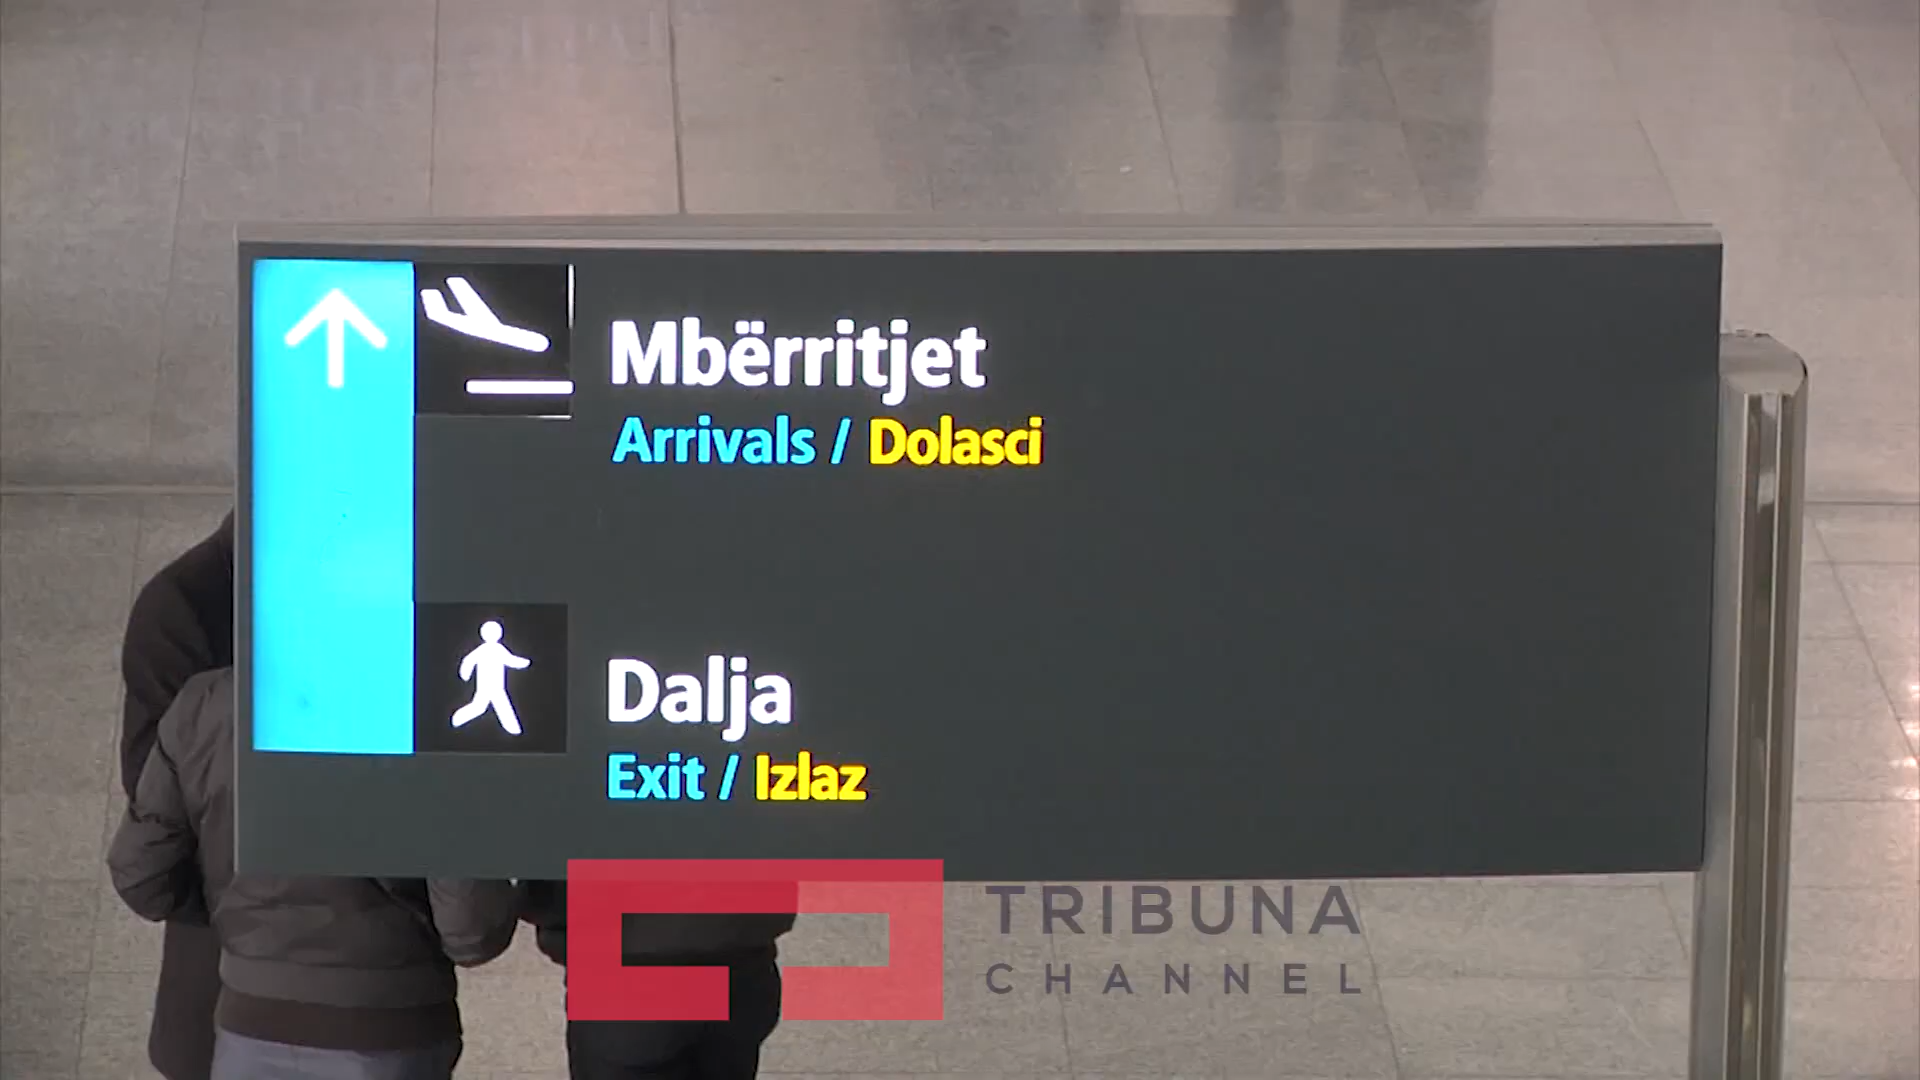 Mbërritjet
Arrivals / Dolasci
Dalja
Exit / Izlaz
TRIBUNA
CHANNEL